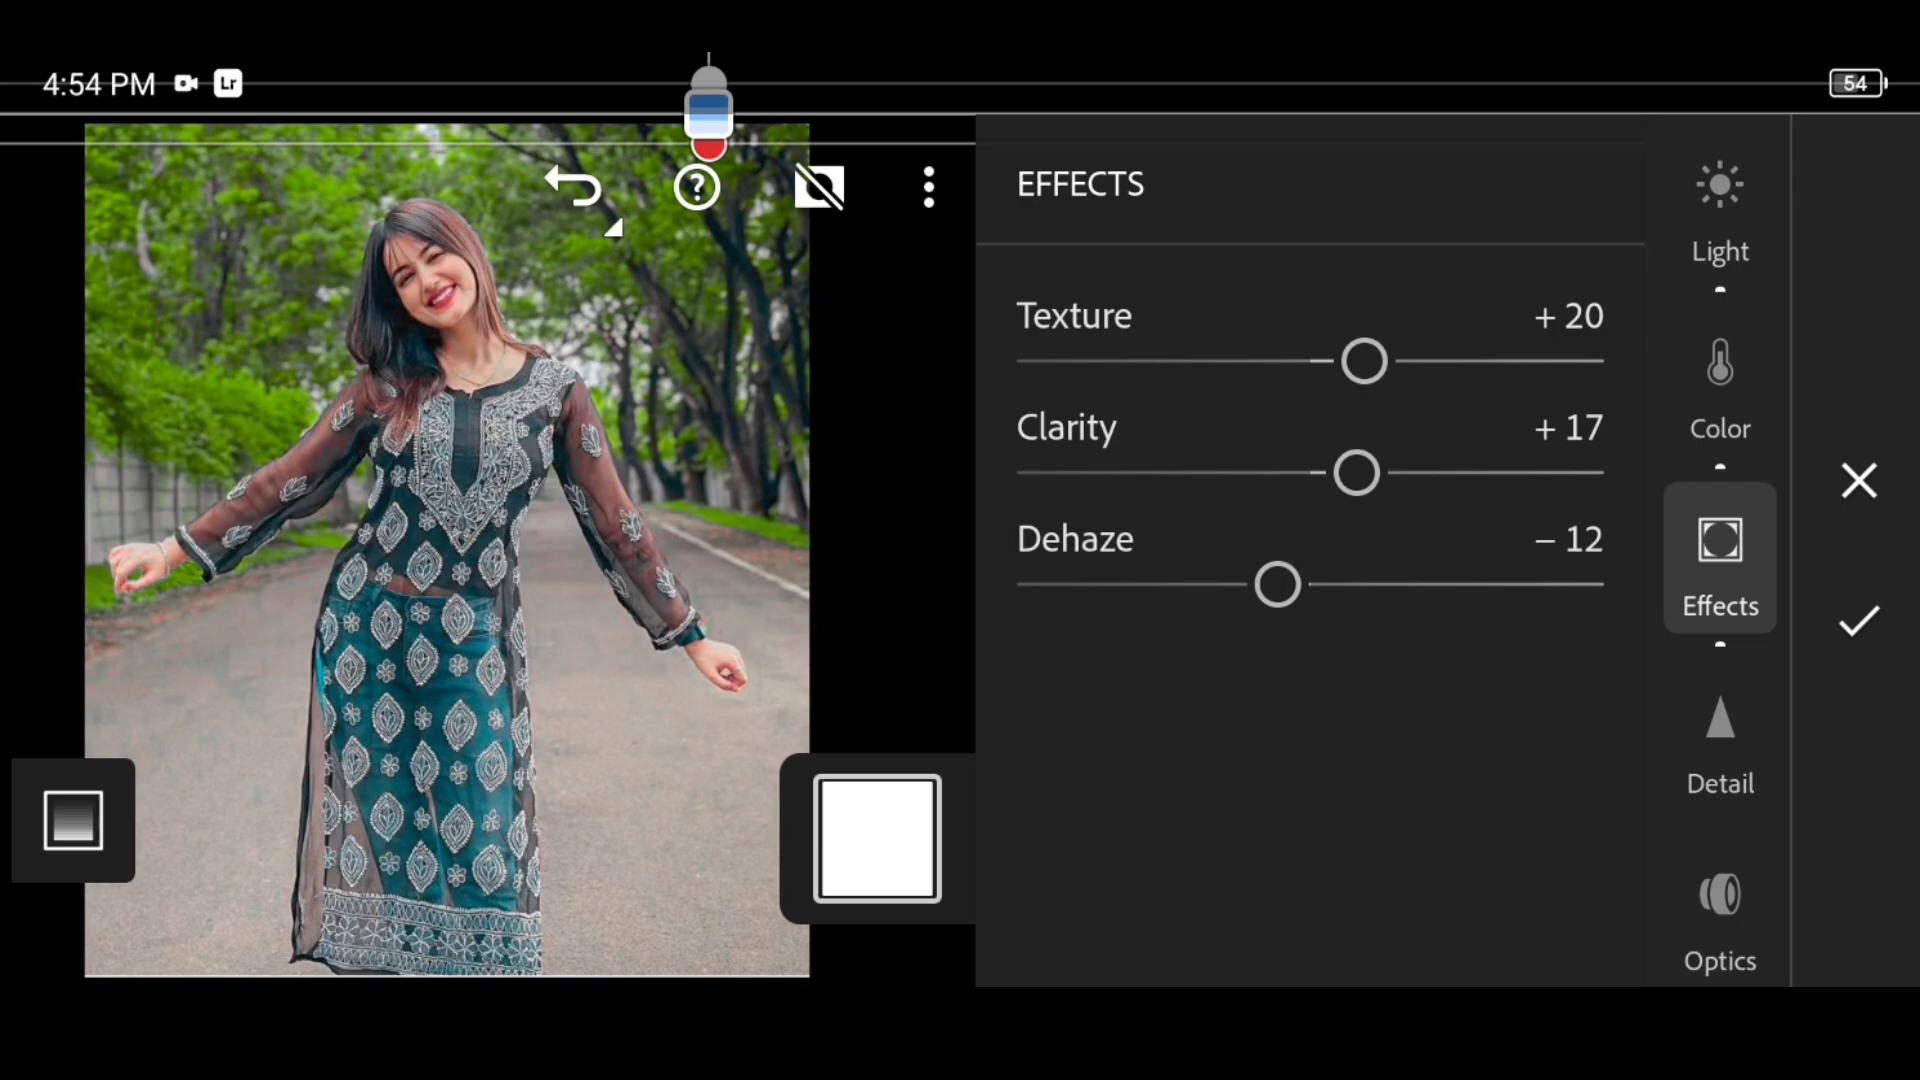 4:54 PM
Lr
54
?
EFFECTS
Texture + 20
Clarity + 17
Dehaze – 12
Light
Color
Effects
Detail
Optics